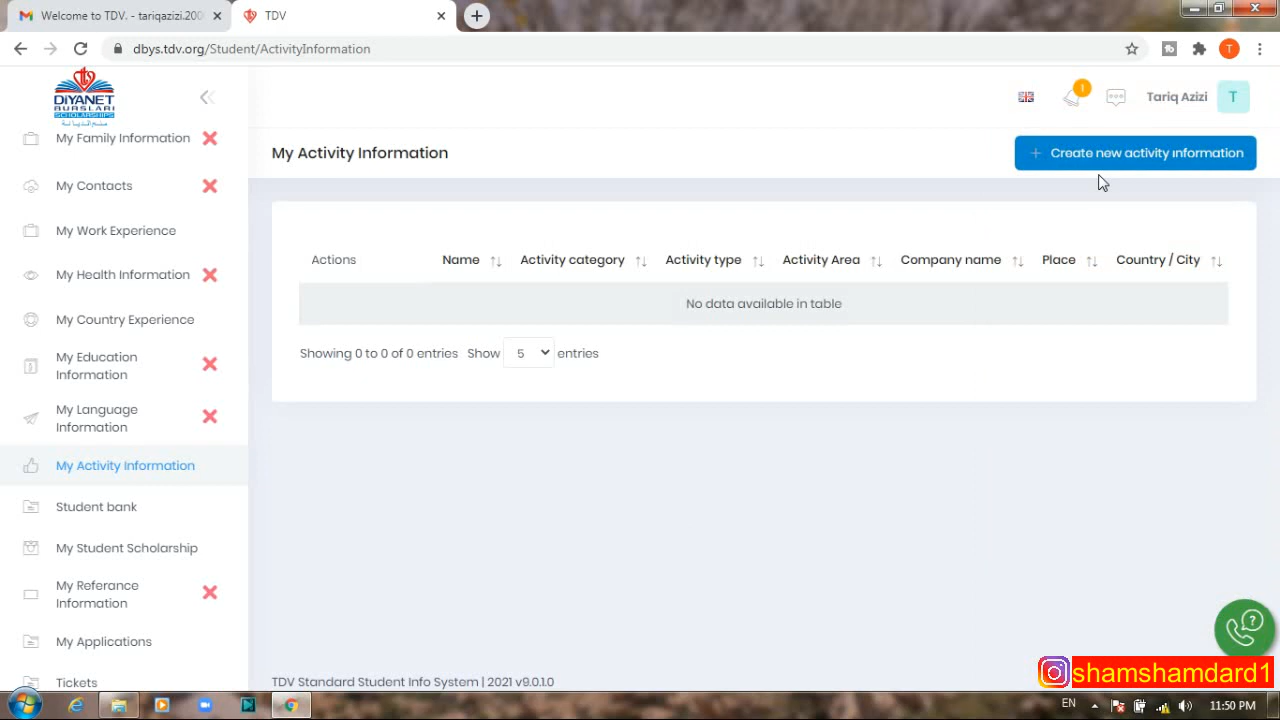 Welcome to TDV. - tariqazizi.200
TDV
dbys.tdv.org/Student/ActivityInformation
T
DIYANET
BURSLARI
SCHOLARSHIPS
1
Tariq Azizi
T
My Activity Information
+ Create new activity information
My Family Information
My Contacts
My Work Experience
My Health Information
My Country Experience
My Education
Information
My Language
Information
My Activity Information
Student bank
My Student Scholarship
My Referance
Information
My Applications
Tickets
Actions Name Activity category Activity type Activity Area Company name Place Country / City
No data available in table
Showing 0 to 0 of 0 entries Show 5 entries
TDV Standard Student Info System | 2021 v9.0.1.0
shamshamdard1
EN 11:50 PM